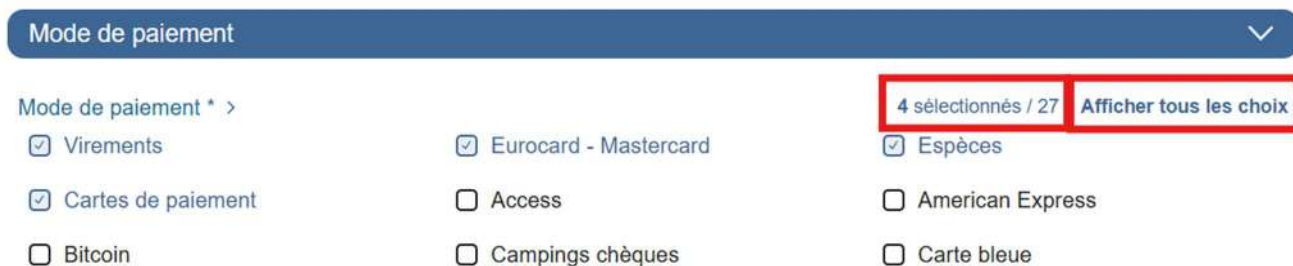 Mode de paiement
Mode de paiement * > 4 sélectionnés / 27 Afficher tous les choix
Virements Eurocard - Mastercard Espèces
Cartes de paiement Access American Express
Bitcoin Campings chèques Carte bleue